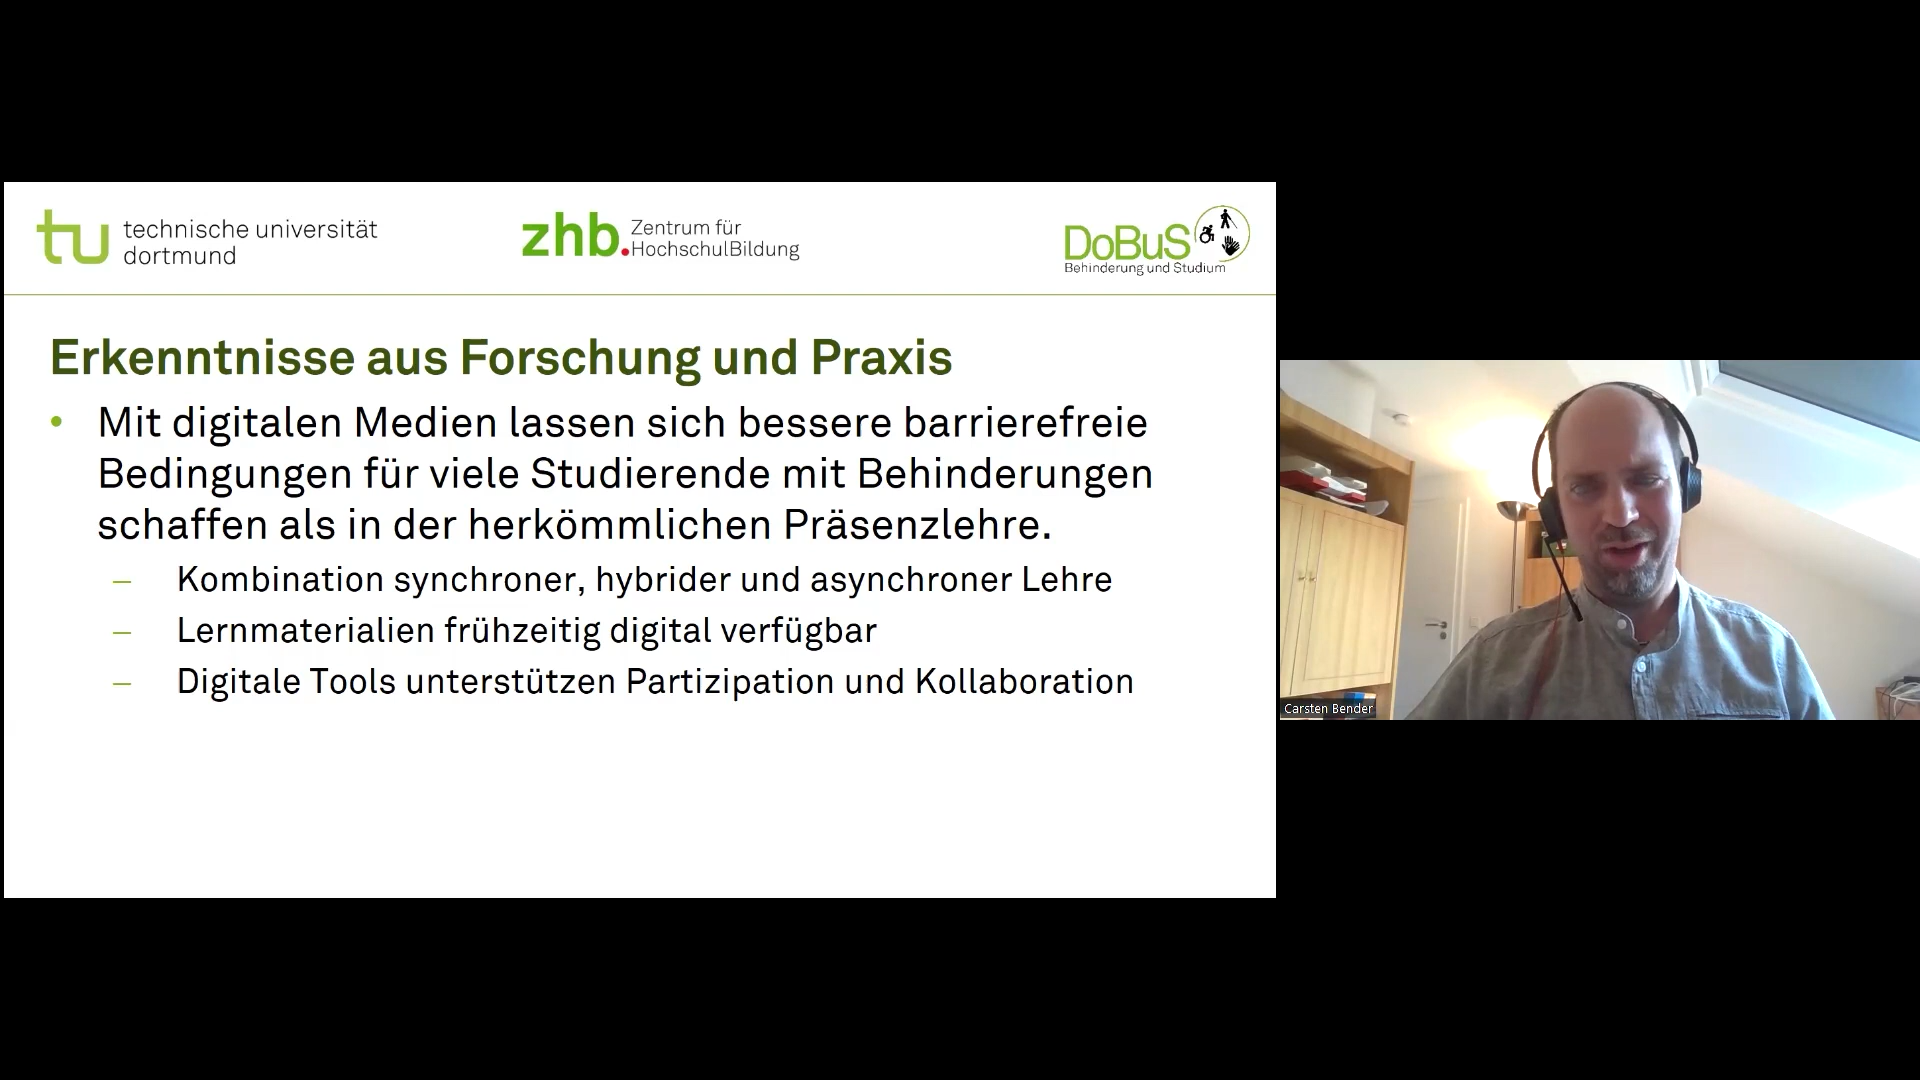 tu technische universität
dortmund
zhb. Zentrum für
HochschulBildung
DoBuS
Behinderung und Studium
Erkenntnisse aus Forschung und Praxis
• Mit digitalen Medien lassen sich bessere barrierefreie
Bedingungen für viele Studierende mit Behinderungen
schaffen als in der herkömmlichen Präsenzlehre.
– Kombination synchroner, hybrider und asynchroner Lehre
– Lernmaterialien frühzeitig digital verfügbar
– Digitale Tools unterstützen Partizipation und Kollaboration
Carsten Bender